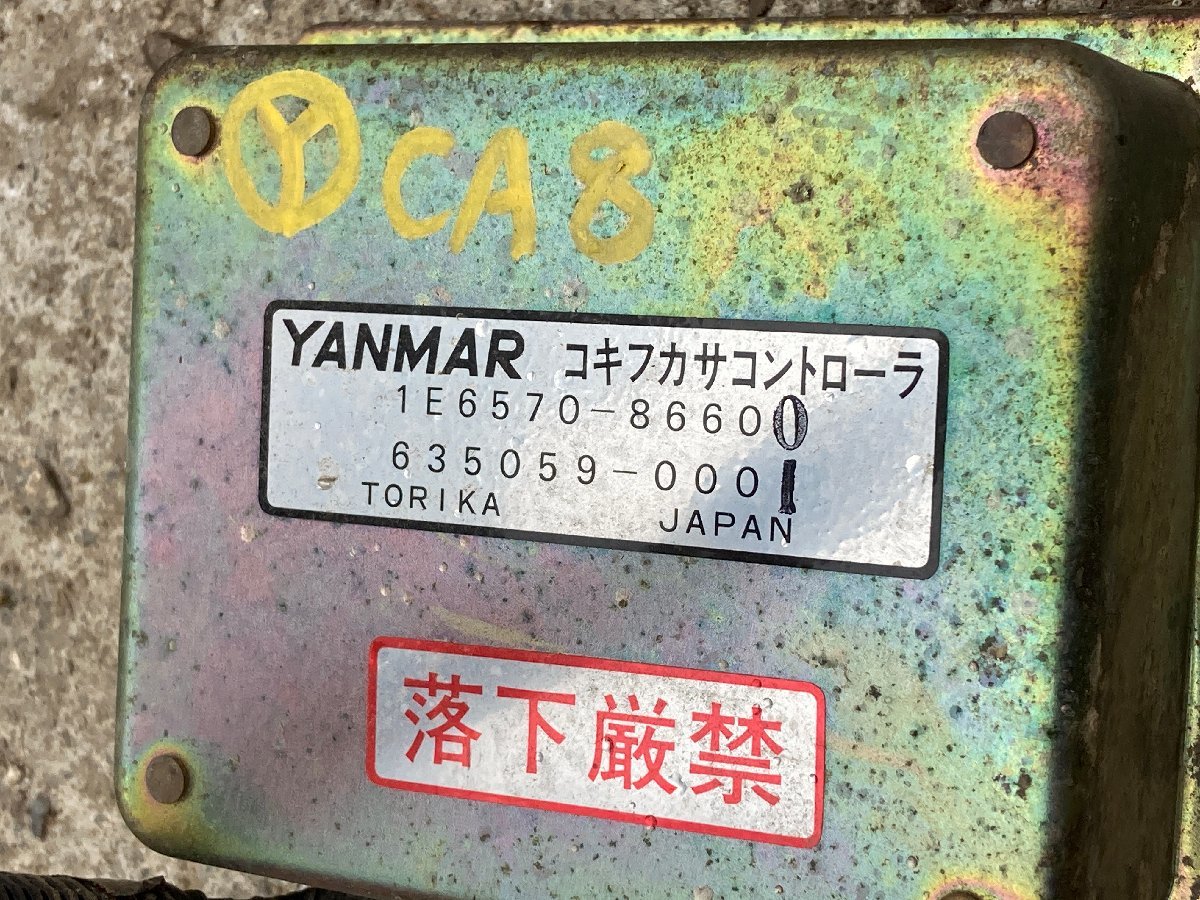 Ⓨ CA8
YANMAR コキフカサコントローラ
1E6570-86600
635059-0001
TORIKA JAPAN
落下厳禁